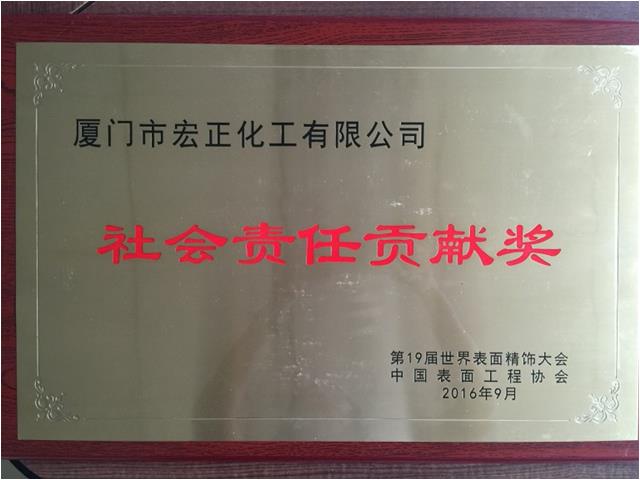 厦门市宏正化工有限公司
社会责任贡献奖
第19届世界表面精饰大会
中国表面工程协会
2016年9月